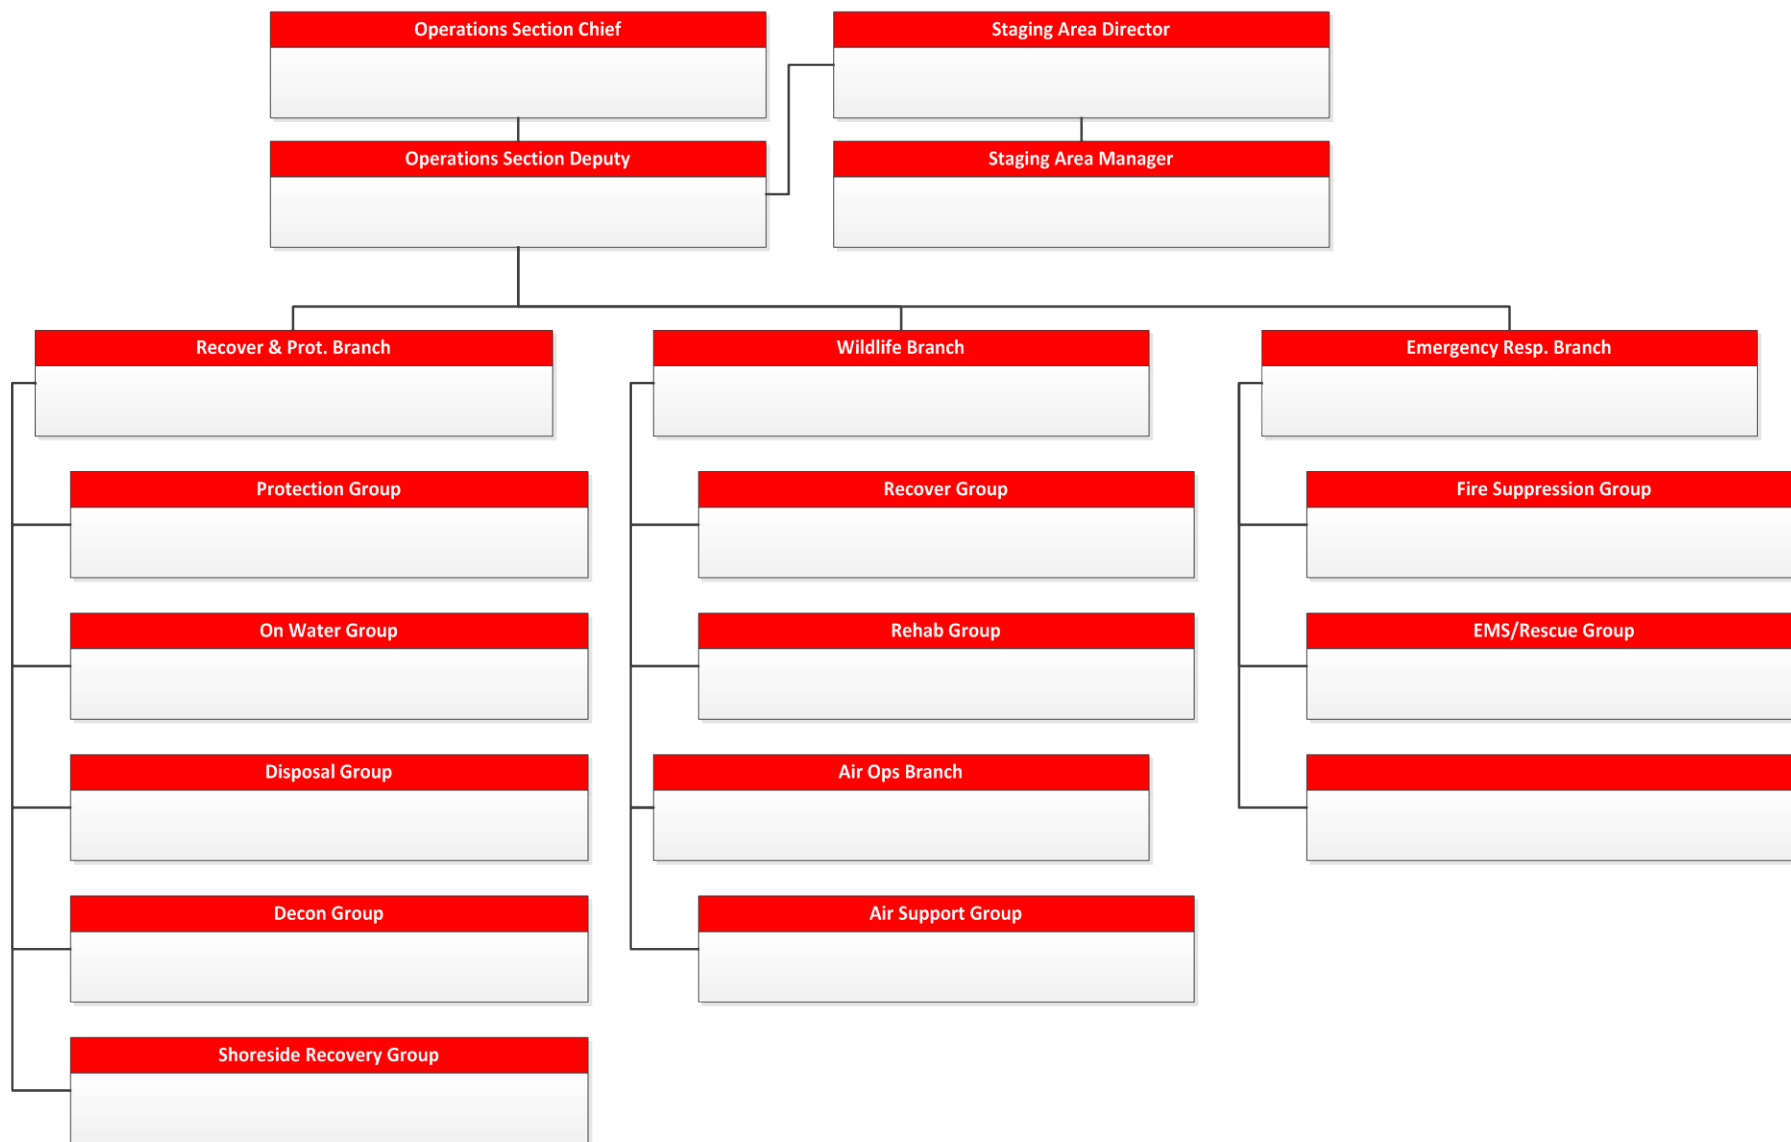 Operations Section Chief
Staging Area Director
Operations Section Deputy
Staging Area Manager
Recover & Prot. Branch
Wildlife Branch
Emergency Resp. Branch
Protection Group
Recover Group
Fire Suppression Group
On Water Group
Rehab Group
EMS/Rescue Group
Disposal Group
Air Ops Branch
Decon Group
Air Support Group
Shoreside Recovery Group